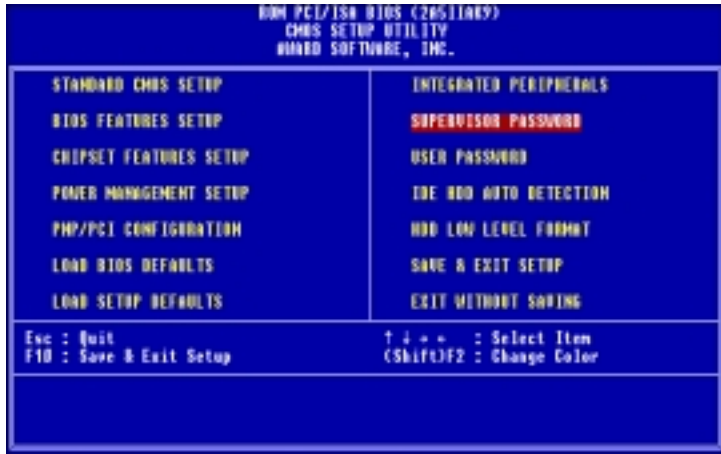 ROM PCI/ISA BIOS (2A5IIAK9)
CMOS SETUP UTILITY
AWARD SOFTWARE, INC.
STANDARD CMOS SETUP
BIOS FEATURES SETUP
CHIPSET FEATURES SETUP
POWER MANAGEMENT SETUP
PNP/PCI CONFIGURATION
LOAD BIOS DEFAULTS
LOAD SETUP DEFAULTS
INTEGRATED PERIPHERALS
SUPERVISOR PASSWORD
USER PASSWORD
IDE HDD AUTO DETECTION
HDD LOW LEVEL FORMAT
SAVE & EXIT SETUP
EXIT WITHOUT SAVING
Esc : Quit
F10 : Save & Exit Setup
↑ ↓ → ← : Select Item
(Shift)F2 : Change Color